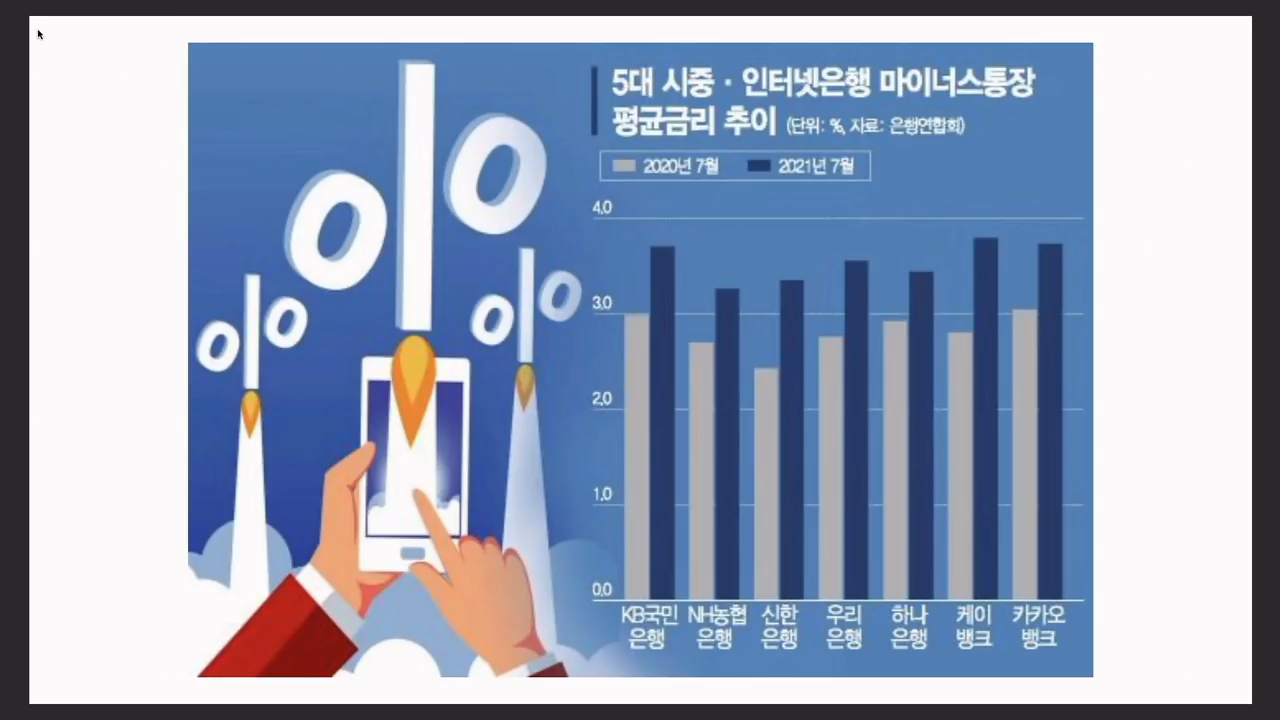 5대 시중 · 인터넷은행 마이너스통장
평균금리 추이 (단위: %, 자료: 은행연합회)
2020년 7월 2021년 7월
4.0
3.0
2.0
1.0
0.0
KB국민 NH농협 신한 우리 하나 케이 카카오
은행 은행 은행 은행 은행 뱅크 뱅크
% % %